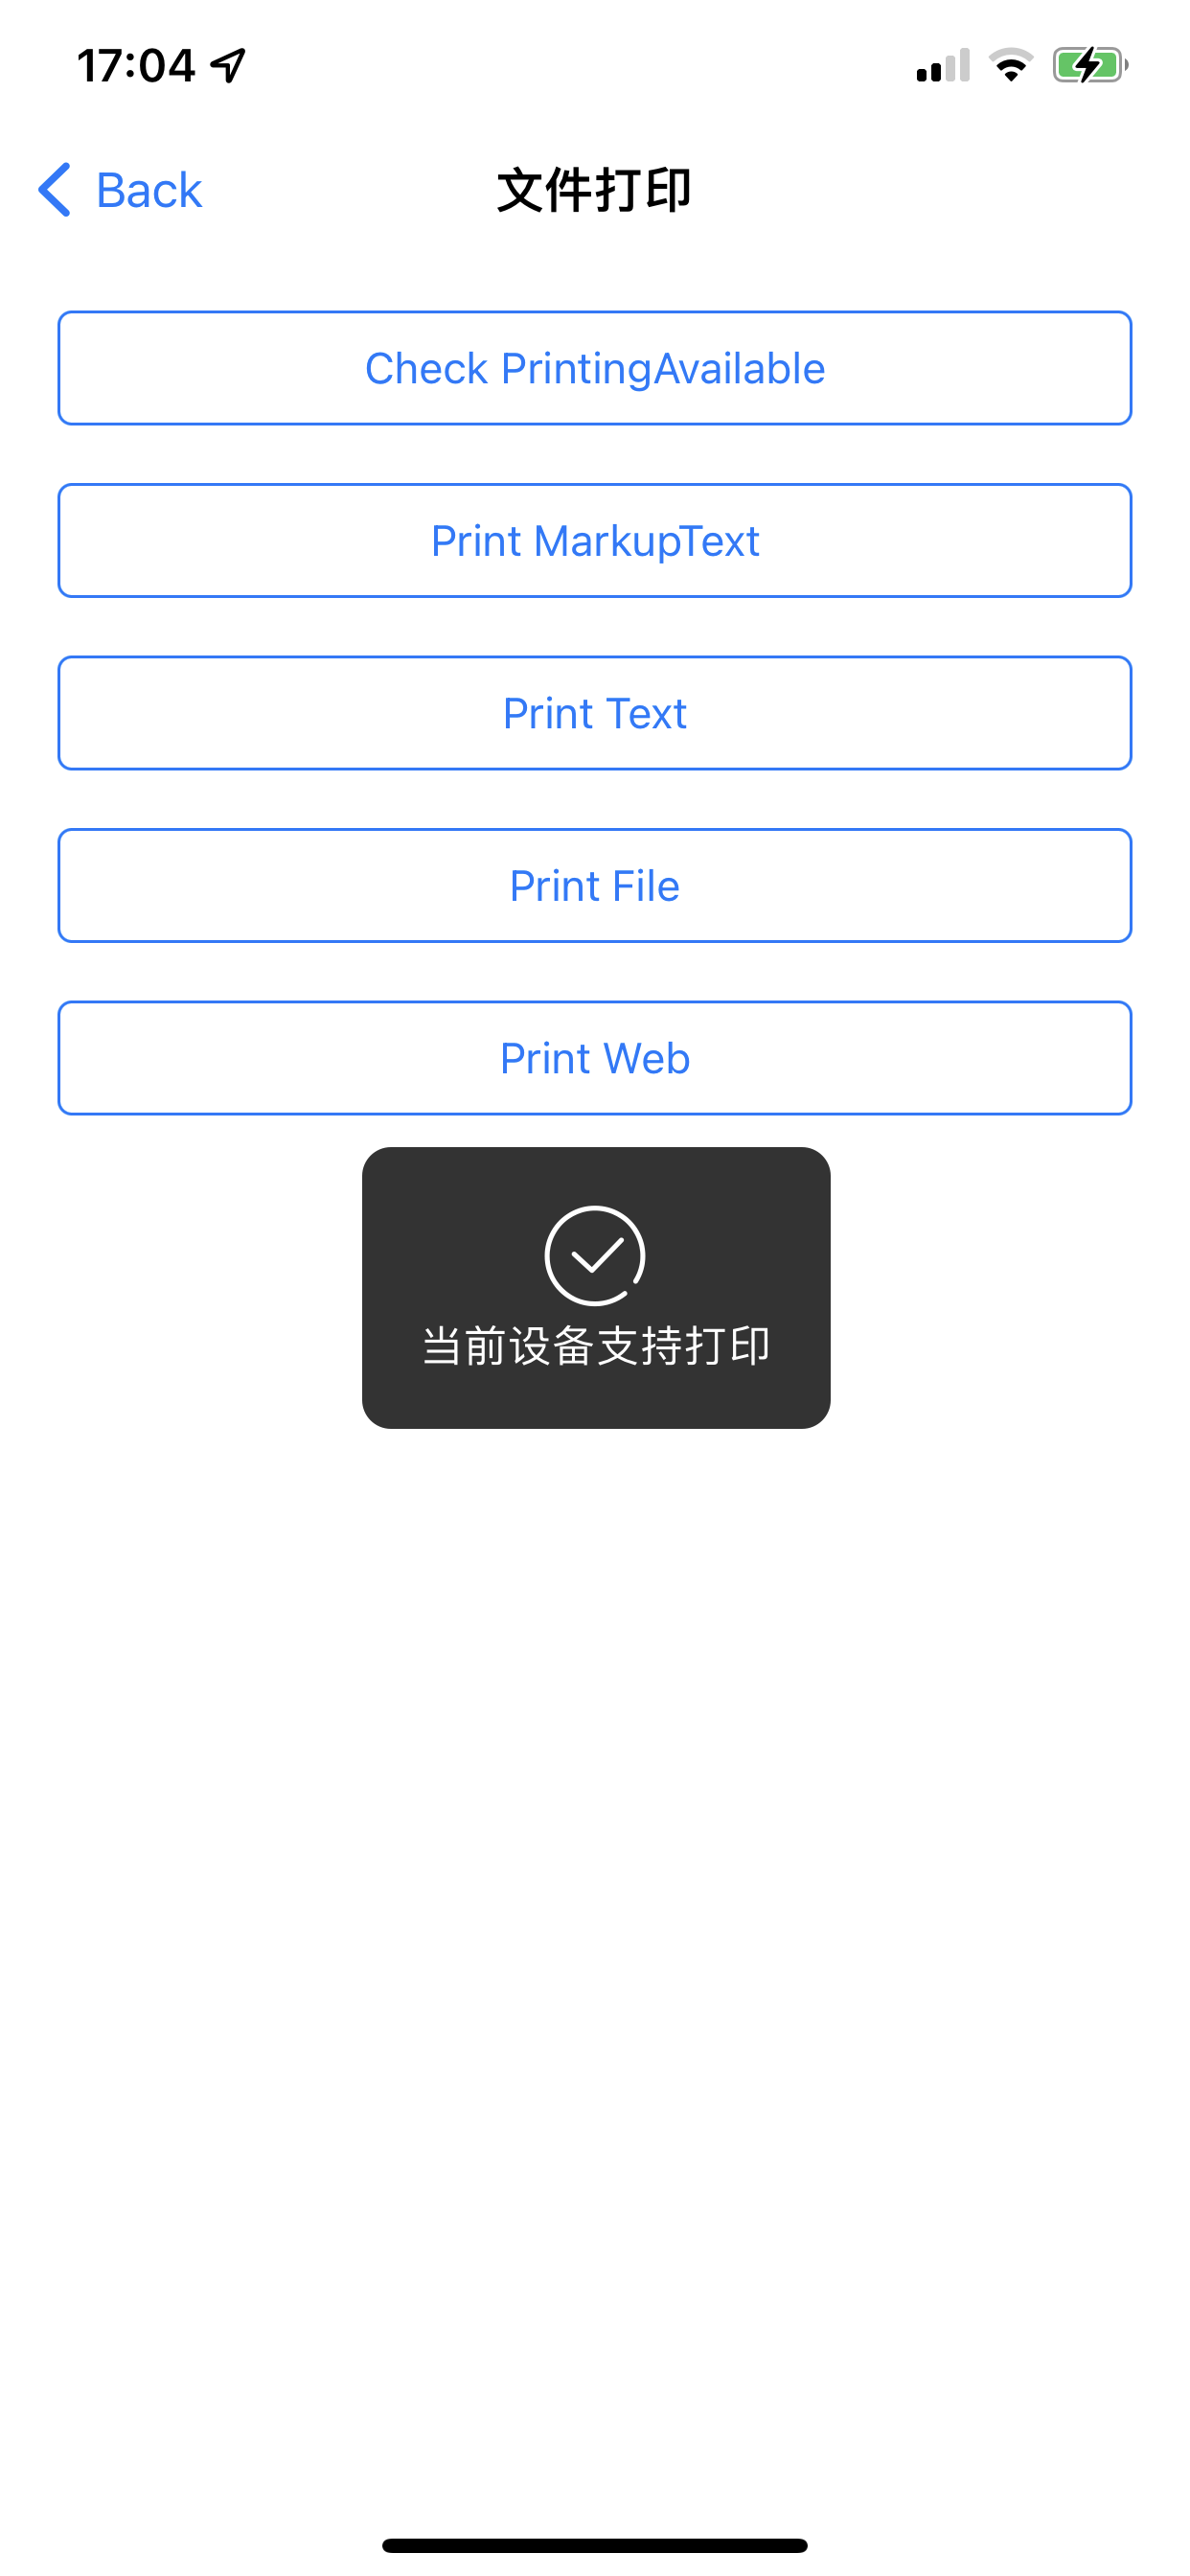 17:04
Back
文件打印
Check PrintingAvailable
Print MarkupText
Print Text
Print File
Print Web
当前设备支持打印